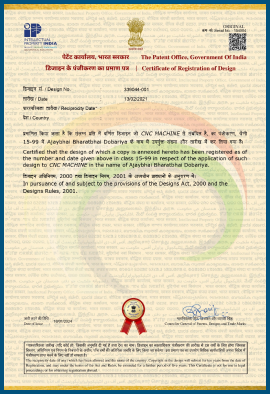 ORIGINAL
INTELLECTUAL
PROPERTY INDIA
पेटेंट कार्यालय, भारत सरकार The Patent Office, Government Of India
डिजाइन के पंजीकरण का प्रमाण पत्र Certificate of Registration of Design
डिजाइन सं. / Design No. 339044-001
तारीख / Date 13/02/2021
पारस्परिकता तारीख / Reciprocity Date*
देश / Country
प्रमाणित किया जाता है कि संलग्न प्रति में वर्णित डिजाइन जो CNC MACHINE से संबंधित है, का पंजीकरण, श्रेणी
15-99 में Ajaybhai Bharatbhai Dobariya के नाम में उपर्युक्त संख्या और तारीख में कर लिया गया है।
Certified that the design of which a copy is annexed hereto has been registered as of
the number and date given above in class 15-99 in respect of the application of such
design to CNC MACHINE in the name of Ajaybhai Bharatbhai Dobariya.
डिजाइन अधिनियम, 2000 तथा डिजाइन नियम, 2001 के अध्यधीन प्रावधानों के अनुसरण में।
In pursuance of and subject to the provisions of the Designs Act, 2000 and the
Designs Rules, 2001.
Date of Issue
Controller General of Patents, Designs and Trade Marks